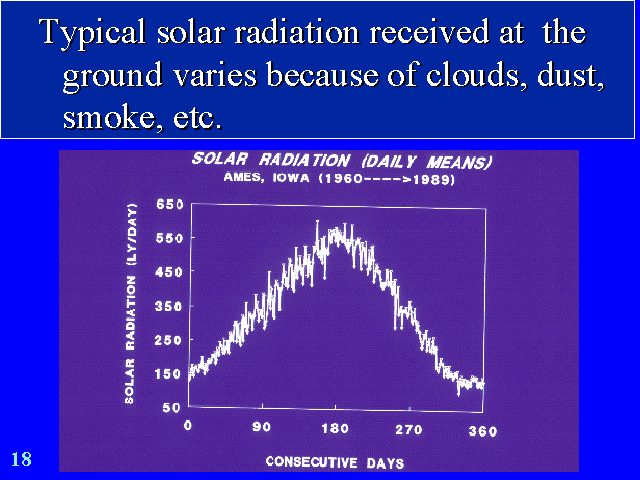 Typical solar radiation received at the
ground varies because of clouds, dust,
smoke, etc.
SOLAR RADIATION (DAILY MEANS)
AMES, IOWA (1960---->1989)
SOLAR RADIATION (LY/DAY)
650
550
450
350
250
150
50
0 90 180 270 360
CONSECUTIVE DAYS
18